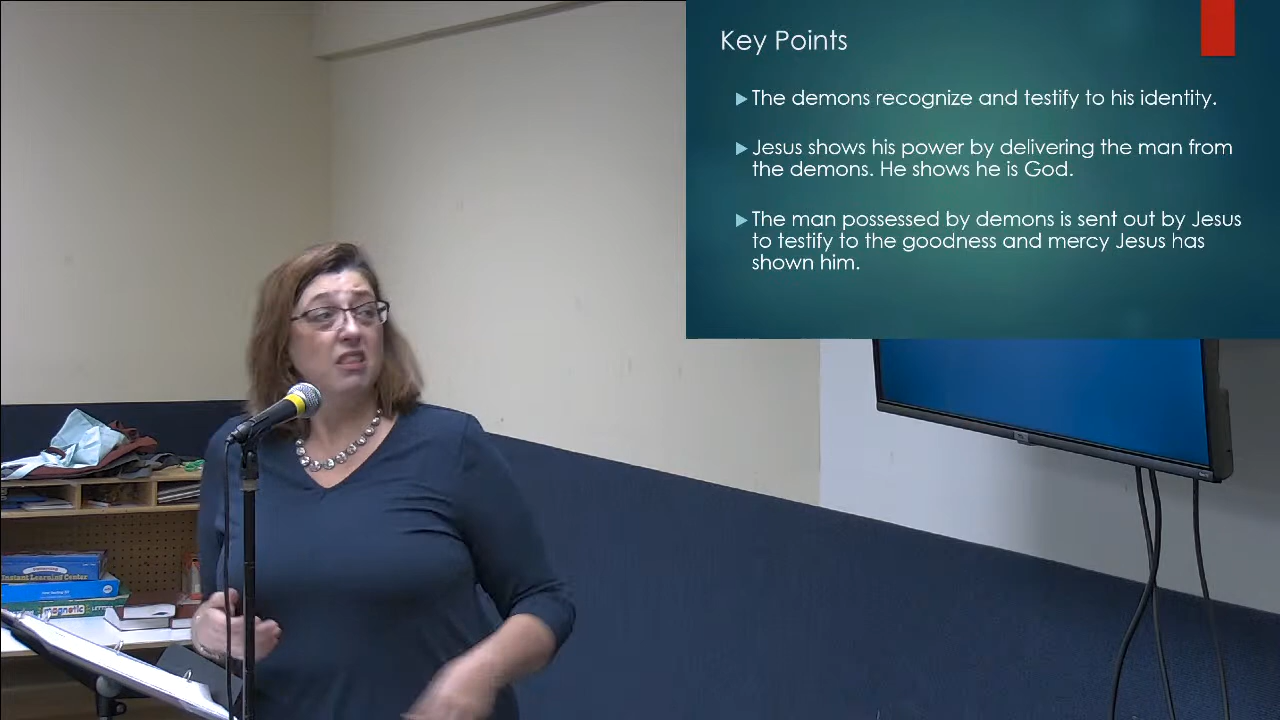 Key Points
The demons recognize and testify to his identity.
Jesus shows his power by delivering the man from
the demons. He shows he is God.
The man possessed by demons is sent out by Jesus
to testify to the goodness and mercy Jesus has
shown him.
Instant Learning Center
magnetic